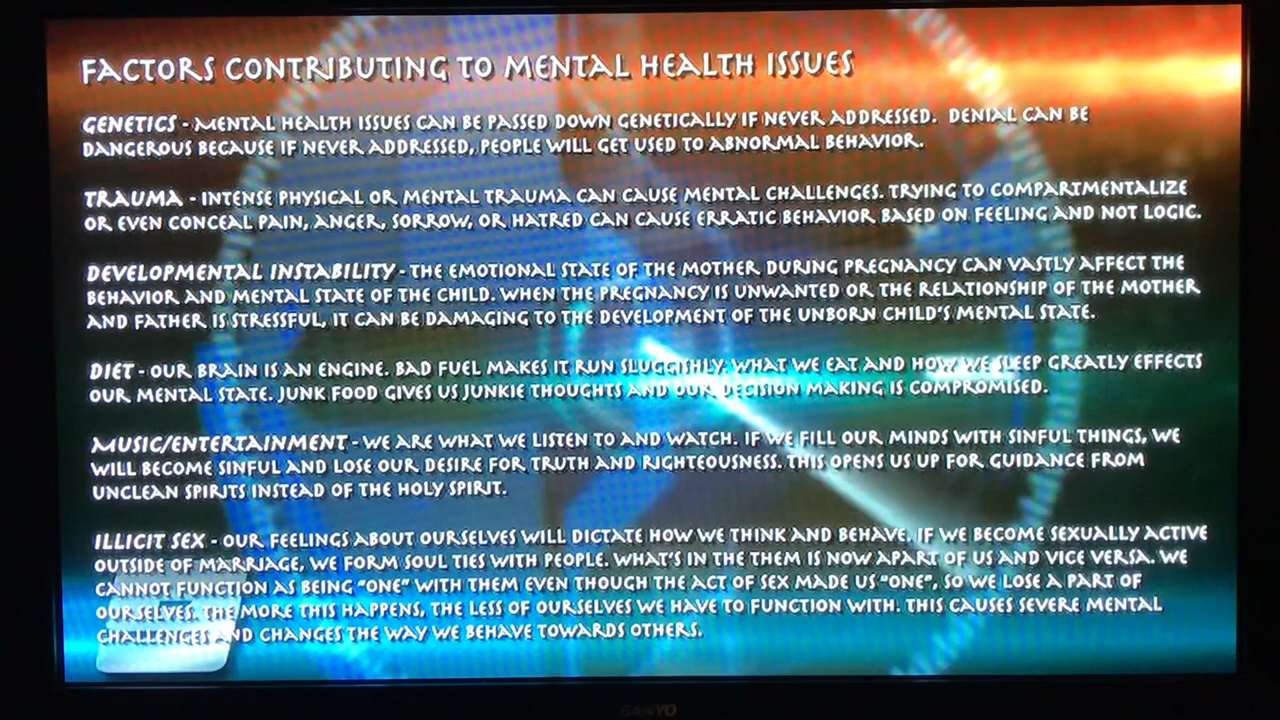 FACTORS CONTRIBUTING TO MENTAL HEALTH ISSUES
GENETICS - MENTAL HEALTH ISSUES CAN BE PASSED DOWN GENETICALLY IF NEVER ADDRESSED. DENIAL CAN BE
DANGEROUS BECAUSE IF NEVER ADDRESSED, PEOPLE WILL GET USED TO ABNORMAL BEHAVIOR.
TRAUMA - INTENSE PHYSICAL OR MENTAL TRAUMA CAN CAUSE MENTAL CHALLENGES. TRYING TO COMPARTMENTALIZE
OR EVEN CONCEAL PAIN, ANGER, SORROW, OR HATRED CAN CAUSE ERRATIC BEHAVIOR BASED ON FEELING AND NOT LOGIC.
DEVELOPMENTAL INSTABILITY - THE EMOTIONAL STATE OF THE MOTHER DURING PREGNANCY CAN VASTLY AFFECT THE
BEHAVIOR AND MENTAL STATE OF THE CHILD. WHEN THE PREGNANCY IS UNWANTED OR THE RELATIONSHIP OF THE MOTHER
AND FATHER IS STRESSFUL, IT CAN BE DAMAGING TO THE DEVELOPMENT OF THE UNBORN CHILD'S MENTAL STATE.
DIET - OUR BRAIN IS AN ENGINE. BAD FUEL MAKES IT RUN SLUGGISHLY. WHAT WE EAT AND HOW WE SLEEP GREATLY EFFECTS
OUR MENTAL STATE. JUNK FOOD GIVES US JUNKIE THOUGHTS AND OUR DECISION MAKING IS COMPROMISED.
MUSIC/ENTERTAINMENT - WE ARE WHAT WE LISTEN TO AND WATCH. IF WE FILL OUR MINDS WITH SINFUL THINGS, WE
WILL BECOME SINFUL AND LOSE OUR DESIRE FOR TRUTH AND RIGHTEOUSNESS. THIS OPENS US UP FOR GUIDANCE FROM
UNCLEAN SPIRITS INSTEAD OF THE HOLY SPIRIT.
ILLICIT SEX - OUR FEELINGS ABOUT OURSELVES WILL DICTATE HOW WE THINK AND BEHAVE. IF WE BECOME SEXUALLY ACTIVE
OUTSIDE OF MARRIAGE, WE FORM SOUL TIES WITH PEOPLE. WHAT'S IN THE THEM IS NOW APART OF US AND VICE VERSA. WE
CANNOT FUNCTION AS BEING "ONE" WITH THEM EVEN THOUGH THE ACT OF SEX MADE US "ONE", SO WE LOSE A PART OF
OURSELVES. THE MORE THIS HAPPENS, THE LESS OF OURSELVES WE HAVE TO FUNCTION WITH. THIS CAUSES SEVERE MENTAL
CHALLENGES AND CHANGES THE WAY WE BEHAVE TOWARDS OTHERS.
SANYO